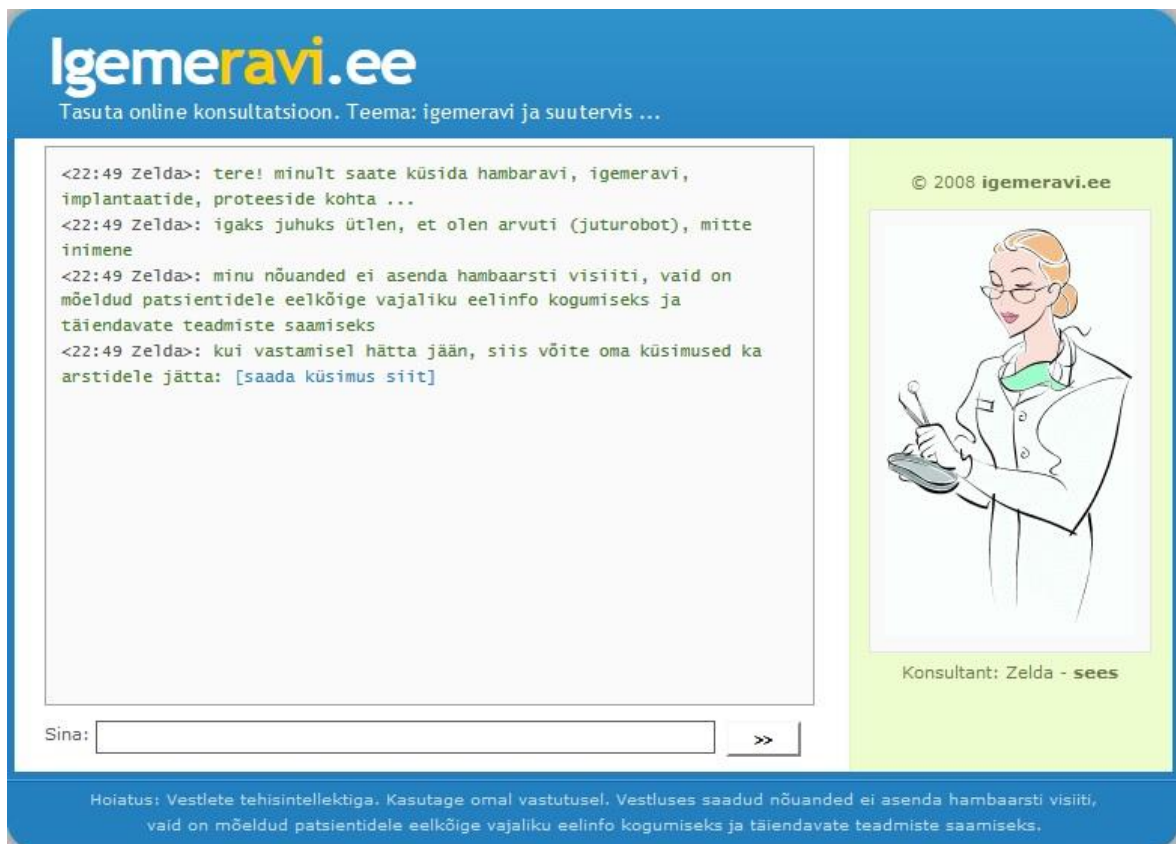 Igemeravi.ee
Tasuta online konsultatsioon. Teema: igemeravi ja suutervis ...
<22:49 Zelda>: tere! minult saate küsida hambaravi, igemeravi,
implantaatide, proteeside kohta ...
<22:49 Zelda>: igaks juhuks ütlen, et olen arvuti (juturobot), mitte
inimene
<22:49 Zelda>: minu nõuanded ei asenda hambaarsti visiiti, vaid on
mõeldud patsientidele eelkõige vajaliku eelinfo kogumiseks ja
täiendavate teadmiste saamiseks
<22:49 Zelda>: kui vastamisel hätta jään, siis võite oma küsimused ka
arstidele jätta: [saada küsimus siit]
Sina:
>>
© 2008 igemeravi.ee
Konsultant: Zelda - sees
Hoiatus: Vestlete tehisintellektiga. Kasutage omal vastutusel. Vestluses saadud nõuanded ei asenda hambaarsti visiiti,
vaid on mõeldud patsientidele eelkõige vajaliku eelinfo kogumiseks ja täiendavate teadmiste saamiseks.